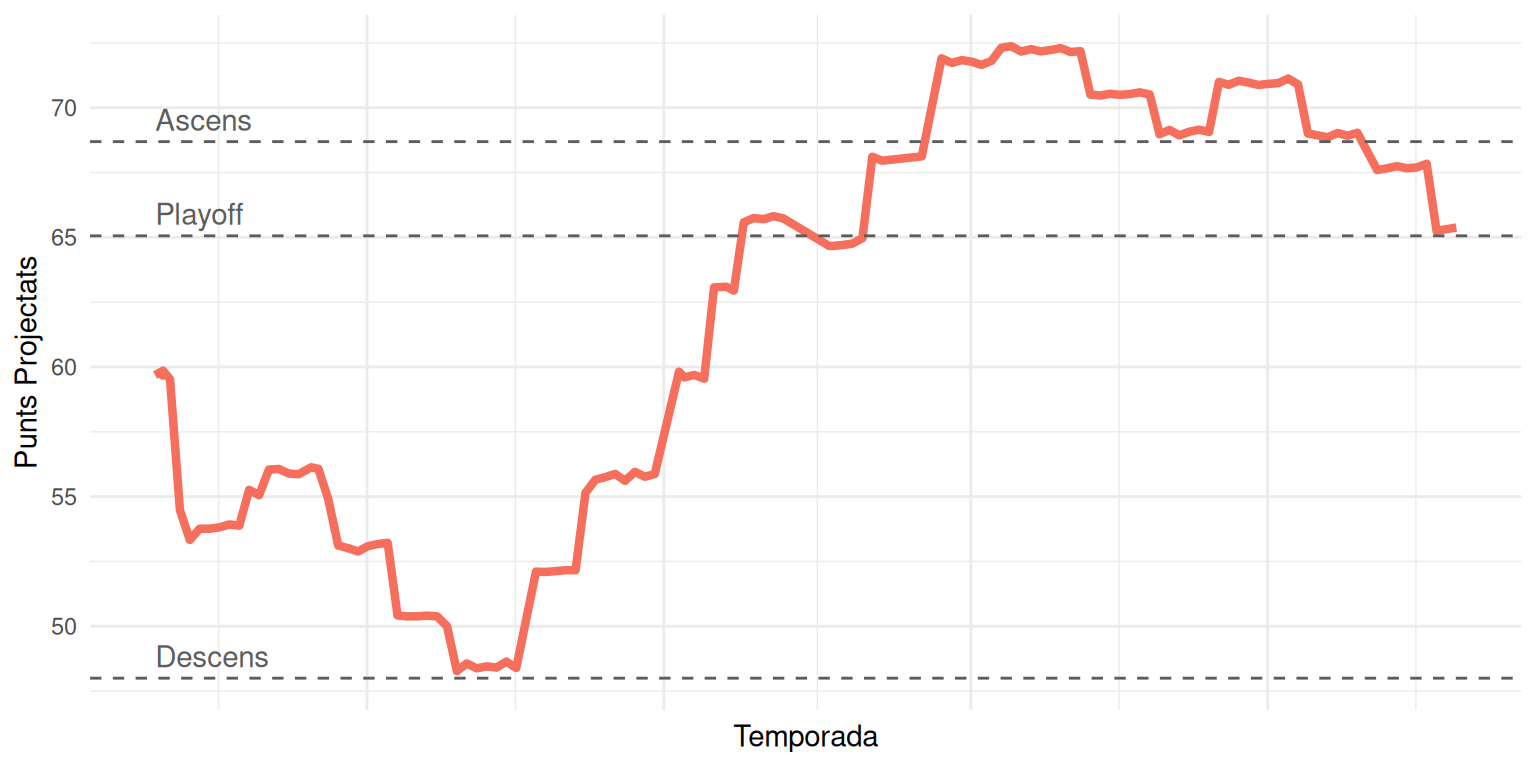 Punts Projectats
70
65
60
55
50
Ascens
Playoff
Descens
Temporada